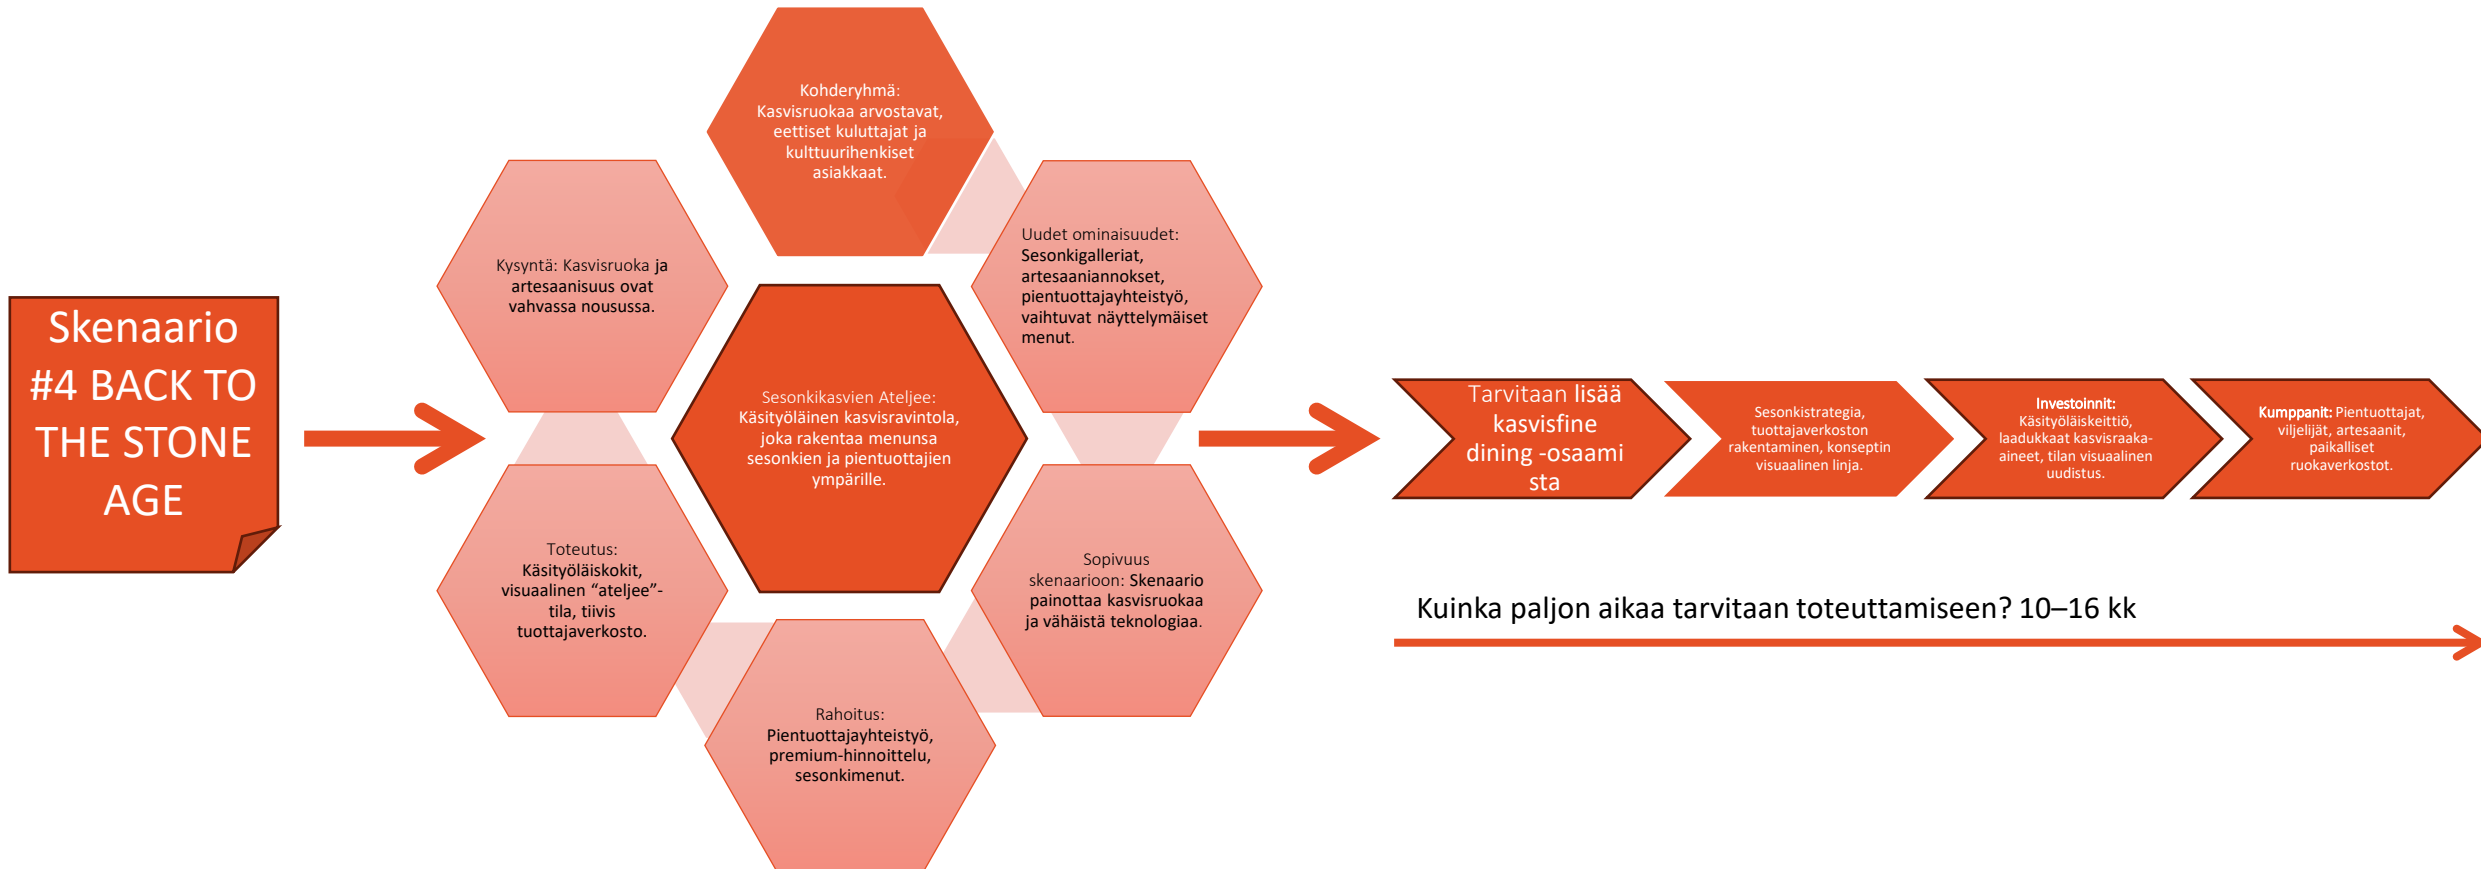 Skenaario
#4 BACK TO
THE STONE
AGE
Kohderyhmä:
Kasvisruokaa arvostavat,
eettiset kuluttajat ja
kulttuurihenkiset
asiakkaat.
Kysyntä: Kasvisruoka ja
artesaanisuus ovat
vahvassa nousussa.
Uudet ominaisuudet:
Sesonkigalleriat,
artesaaniannokset,
pientuottajayhteistyö,
vaihtuvat näyttelymäiset
menut.
Sesonkikasvien Ateljee:
Käsityöläinen kasvisravintola,
joka rakentaa menunsa
sesonkien ja pientuottajien
ympärille.
Toteutus:
Käsityöläiskokit,
visuaalinen “ateljee”-
tila, tiivis
tuottajaverkosto.
Sopivuus
skenaarioon: Skenaario
painottaa kasvisruokaa
ja vähäistä teknologiaa.
Rahoitus:
Pientuottajayhteistyö,
premium-hinnoittelu,
sesonkimenut.
Tarvitaan lisää
kasvisfine
dining -osaami
sta
Sesonkistrategia,
tuottajaverkoston
rakentaminen, konseptin
visuaalinen linja.
Investoinnit:
Käsityöläiskeittiö,
laadukkaat kasvisraaka-
aineet, tilan visuaalinen
uudistus.
Kumppanit: Pientuottajat,
viljelijät, artesaanit,
paikalliset
ruokaverkostot.
Kuinka paljon aikaa tarvitaan toteuttamiseen? 10–16 kk